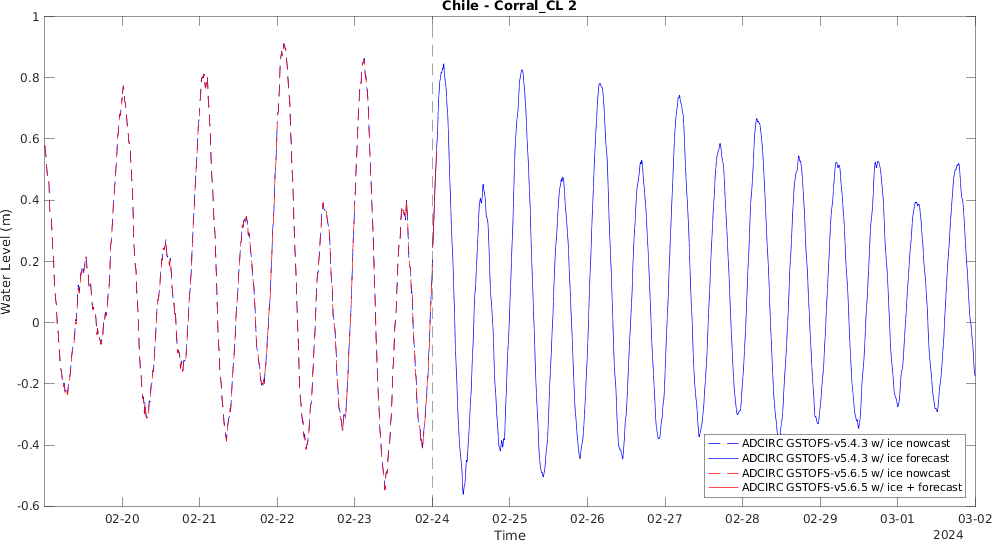 Chile - Corral_CL 2
1
0.8
0.6
0.4
0.2
0
-0.2
-0.4
-0.6
Water Level (m)
ADCIRC GSTOFS-v5.4.3 w/ ice nowcast
ADCIRC GSTOFS-v5.4.3 w/ ice forecast
ADCIRC GSTOFS-v5.6.5 w/ ice nowcast
ADCIRC GSTOFS-v5.6.5 w/ ice + forecast
02-20 02-21 02-22 02-23 02-24 02-25 02-26 02-27 02-28 02-29 03-01 03-02
Time
2024